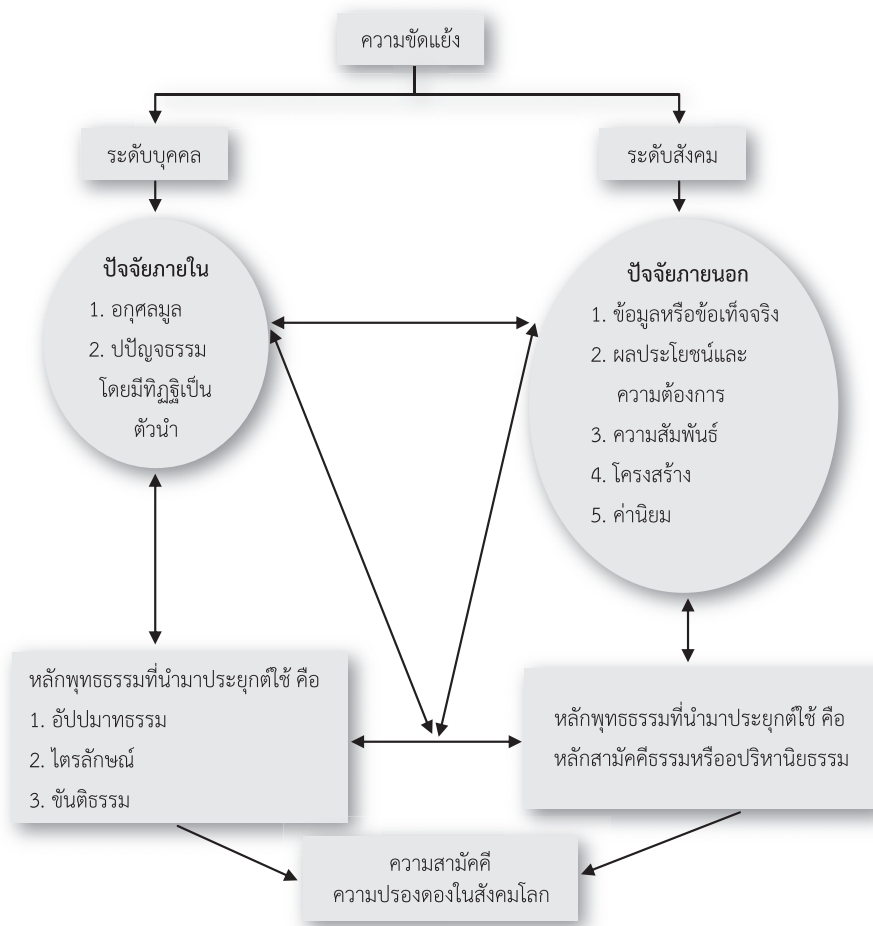 ความขัดแย้ง
ระดับบุคคล
ระดับสังคม
ปัจจัยภายใน
1. อกุศลมูล
2. ปปัญจธรรม
โดยมีทิฏฐิเป็น
ตัวนำ
ปัจจัยภายนอก
1. ข้อมูลหรือข้อเท็จจริง
2. ผลประโยชน์และ
ความต้องการ
3. ความสัมพันธ์
4. โครงสร้าง
5. ค่านิยม
หลักพุทธธรรมที่นำมาประยุกต์ใช้ คือ
1. อัปปมาทธรรม
2. ไตรลักษณ์
3. ขันติธรรม
หลักพุทธธรรมที่นำมาประยุกต์ใช้ คือ
หลักสามัคคีธรรมหรืออปริหานิยธรรม
ความสามัคคี
ความปรองดองในสังคมโลก